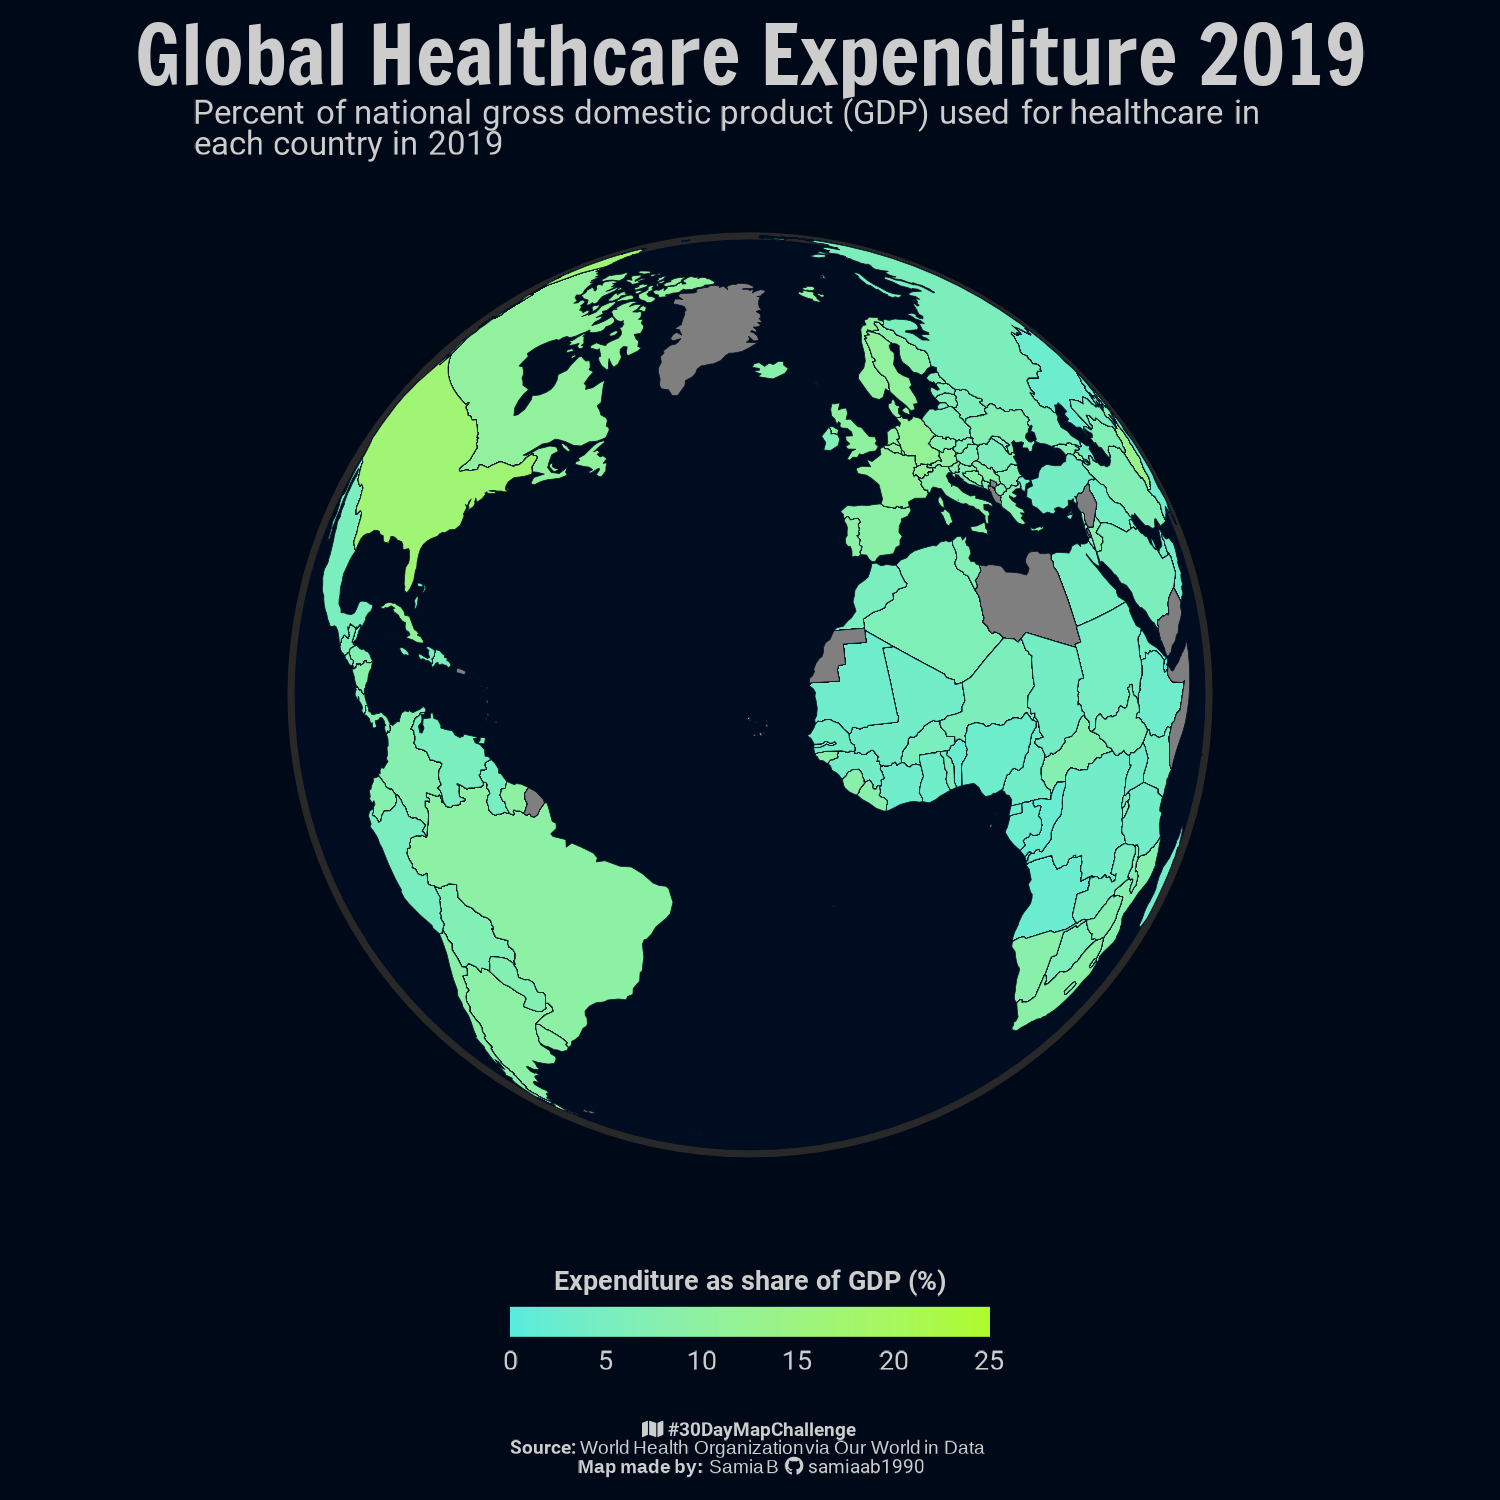 Global Healthcare Expenditure 2019
Percent of national gross domestic product (GDP) used for healthcare in
each country in 2019
Expenditure as share of GDP (%)
0 5 10 15 20 25
#30DayMapChallenge
Source: World Health Organization via Our World in Data
Map made by: Samia B samiaab1990